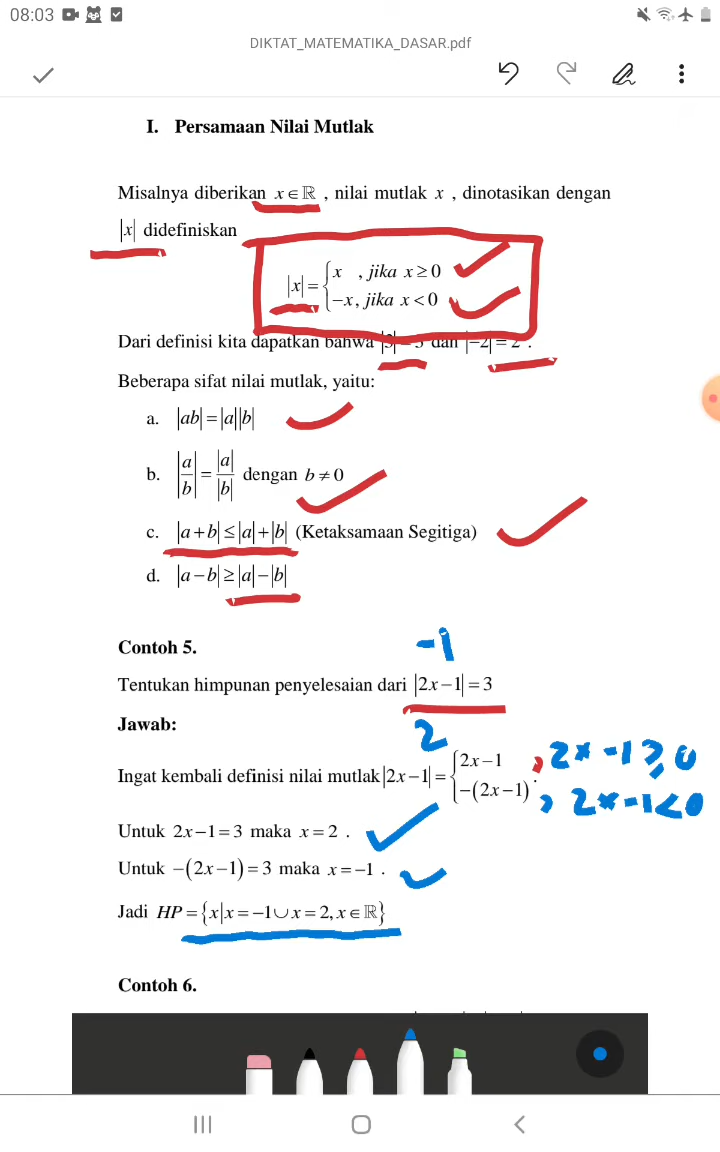 08:03
DIKTAT_MATEMATIKA_DASAR.pdf
I. Persamaan Nilai Mutlak
Misalnya diberikan x∈ℝ , nilai mutlak x , dinotasikan dengan
|x| didefiniskan
|x| = { x , jika x ≥ 0
−x, jika x < 0
Dari definisi kita dapatkan bahwa |3| = 3 dan |−2| = 2 .
Beberapa sifat nilai mutlak, yaitu:
a. |ab| = |a||b|
b. |a/b| = |a|/|b| dengan b ≠ 0
c. |a+b| ≤ |a|+|b| (Ketaksamaan Segitiga)
d. |a−b| ≥ |a|−|b|
Contoh 5.
-1
Tentukan himpunan penyelesaian dari |2x−1| = 3
Jawab:
2
Ingat kembali definisi nilai mutlak |2x−1| = { 2x−1 , 2x -1 ≥ 0
−(2x−1) . , 2x -1 < 0
Untuk 2x−1 = 3 maka x = 2 .
Untuk −(2x−1) = 3 maka x = −1 .
Jadi HP = {x|x = −1 ∪ x = 2, x ∈ ℝ}
Contoh 6.